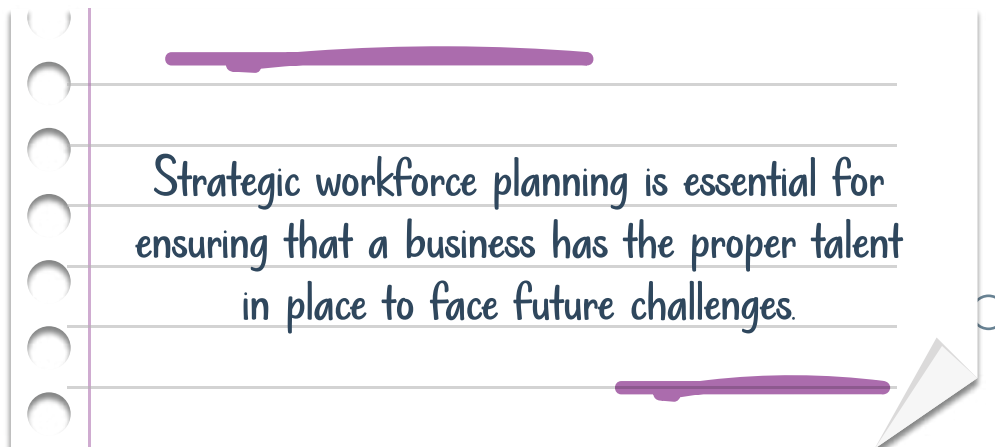 Strategic workforce planning is essential for
ensuring that a business has the proper talent
in place to face future challenges.